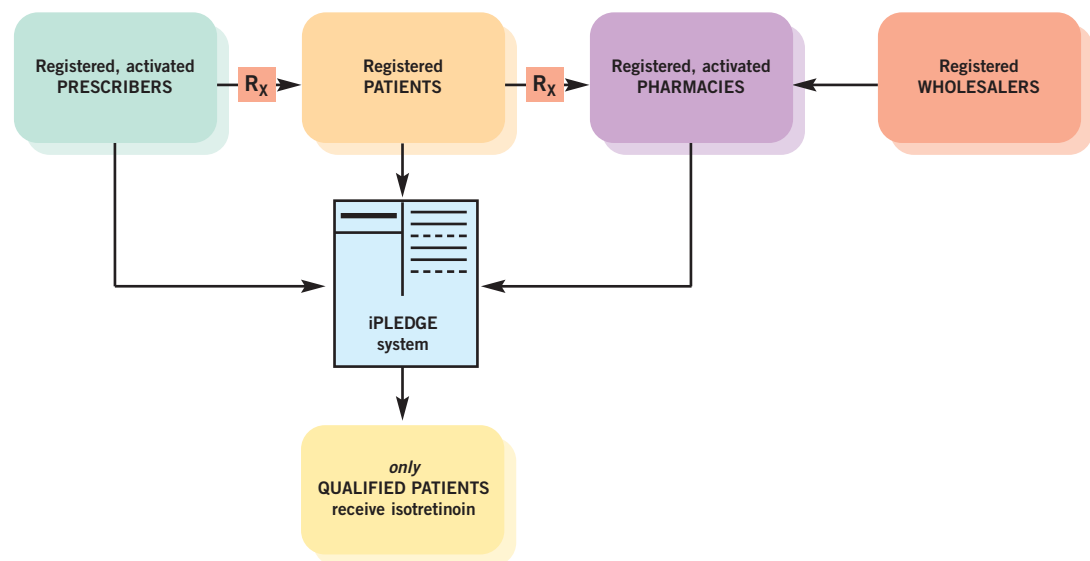 Registered, activated
PRESCRIBERS
RX
Registered
PATIENTS
RX
Registered, activated
PHARMACIES
Registered
WHOLESALERS
iPLEDGE
system
only
QUALIFIED PATIENTS
receive isotretinoin